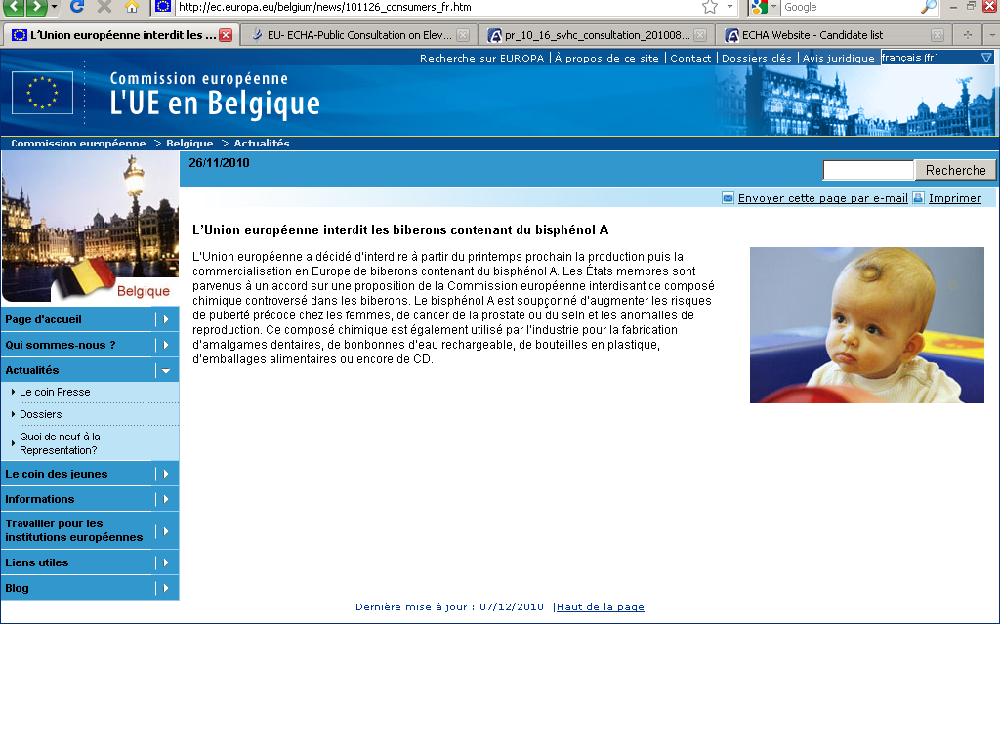 http://ec.europa.eu/belgium/news/101126_consumers_fr.htm
Google
L'Union européenne interdit les ...
EU- ECHA-Public Consultation on Elev...
pr_10_16_svhc_consultation_201008...
ECHA Website - Candidate list
Recherche sur EUROPA | À propos de ce site | Contact | Dossiers clés | Avis juridique
français (fr)
Commission européenne
L'UE en Belgique
Commission européenne > Belgique > Actualités
26/11/2010
Recherche
Envoyer cette page par e-mail
Imprimer
Belgique
Page d'accueil
Qui sommes-nous ?
Actualités
Le coin Presse
Dossiers
Quoi de neuf à la
Representation?
Le coin des jeunes
Informations
Travailler pour les
institutions européennes
Liens utiles
Blog
L’Union européenne interdit les biberons contenant du bisphénol A
L’Union européenne a décidé d’interdire à partir du printemps prochain la production puis la
commercialisation en Europe de biberons contenant du bisphénol A. Les États membres sont
parvenus à un accord sur une proposition de la Commission européenne interdisant ce composé
chimique controversé dans les biberons. Le bisphénol A est soupçonné d’augmenter les risques
de puberté précoce chez les femmes, de cancer de la prostate ou du sein et les anomalies de
reproduction. Ce composé chimique est également utilisé par l’industrie pour la fabrication
d’amalgames dentaires, de bonbonnes d’eau rechargeable, de bouteilles en plastique,
d’emballages alimentaires ou encore de CD.
Dernière mise à jour : 07/12/2010 |Haut de la page